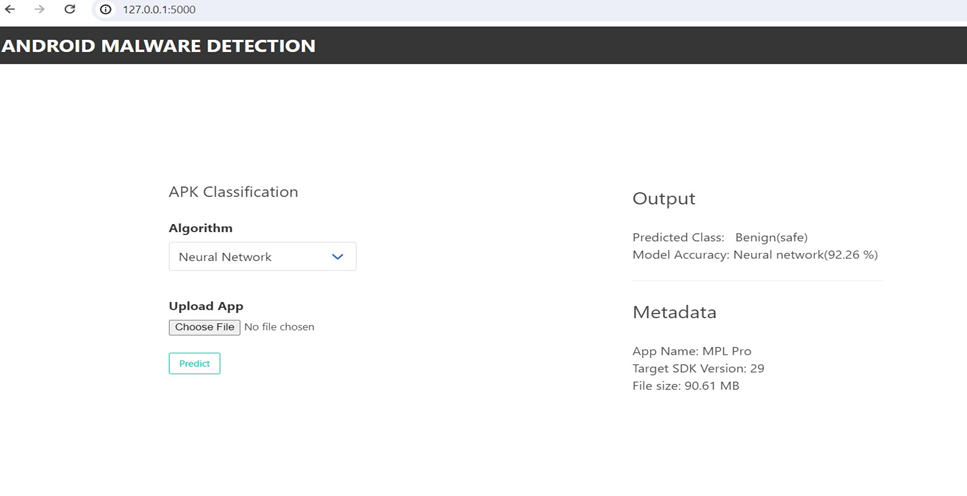 127.0.0.1:5000
ANDROID MALWARE DETECTION
APK Classification
Algorithm
Neural Network
Upload App
Choose File No file chosen
Predict
Output
Predicted Class: Benign(safe)
Model Accuracy: Neural network(92.26 %)
Metadata
App Name: MPL Pro
Target SDK Version: 29
File size: 90.61 MB